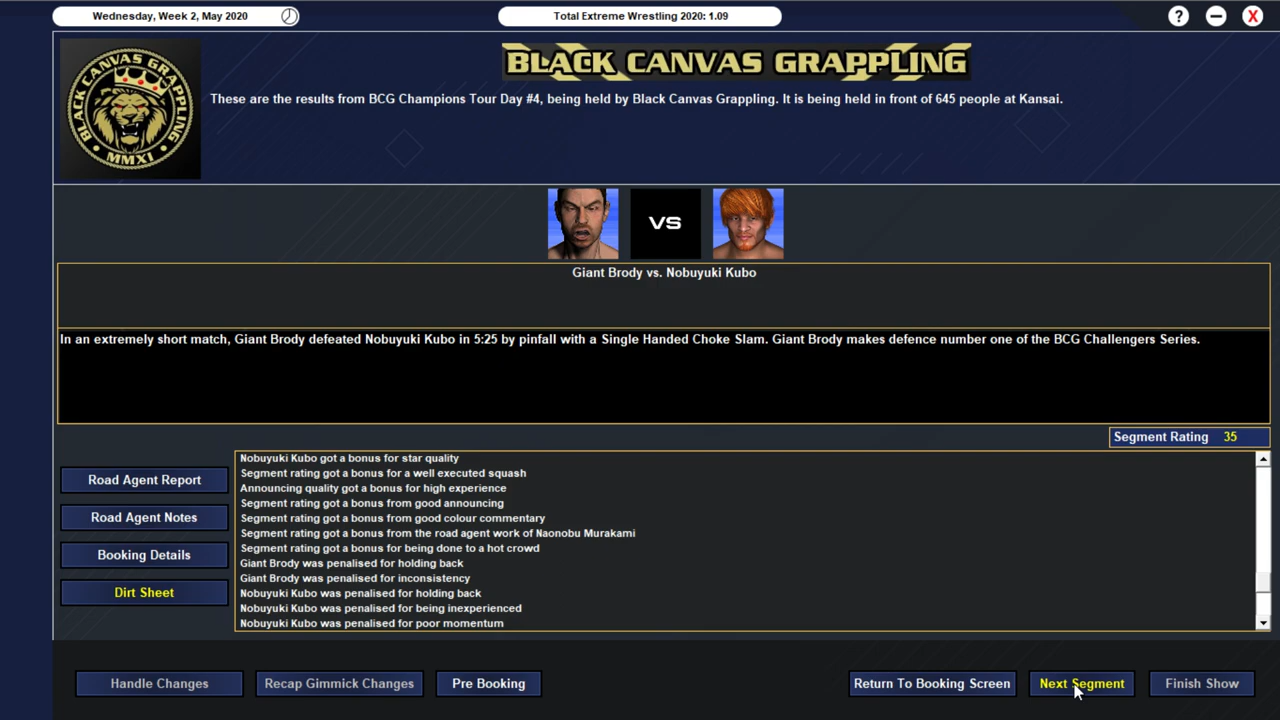 Wednesday, Week 2, May 2020
Total Extreme Wrestling 2020: 1.09
?
X
BLACK CANVAS GRAPPLING
BLACK CANVAS GRAPPLING
MMXI
These are the results from BCG Champions Tour Day #4, being held by Black Canvas Grappling. It is being held in front of 645 people at Kansai.
VS
Giant Brody vs. Nobuyuki Kubo
In an extremely short match, Giant Brody defeated Nobuyuki Kubo in 5:25 by pinfall with a Single Handed Choke Slam. Giant Brody makes defence number one of the BCG Challengers Series.
Segment Rating 35
Road Agent Report
Road Agent Notes
Booking Details
Dirt Sheet
Nobuyuki Kubo got a bonus for star quality
Segment rating got a bonus for a well executed squash
Announcing quality got a bonus for high experience
Segment rating got a bonus from good announcing
Segment rating got a bonus from good colour commentary
Segment rating got a bonus from the road agent work of Naonobu Murakami
Segment rating got a bonus for being done to a hot crowd
Giant Brody was penalised for holding back
Giant Brody was penalised for inconsistency
Nobuyuki Kubo was penalised for holding back
Nobuyuki Kubo was penalised for being inexperienced
Nobuyuki Kubo was penalised for poor momentum
Handle Changes
Recap Gimmick Changes
Pre Booking
Return To Booking Screen
Next Segment
Finish Show